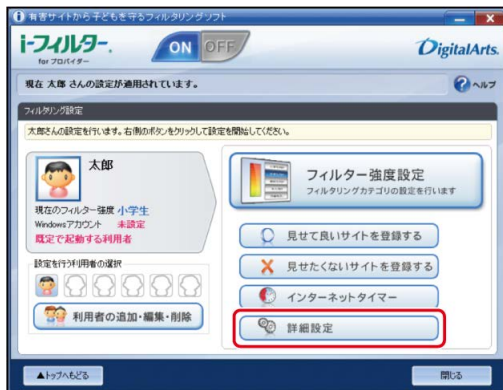 有害サイトから子どもを守るフィルタリングソフト
i-フィルター.
for プロバイダー
ON OFF
DigitalArts.
現在 太郎 さんの設定が適用されています。
ヘルプ
フィルタリング設定
太郎さんの設定を行います。右側のボタンをクリックして設定を開始してください。
太郎
現在のフィルター強度 小学生
Windowsアカウント 未設定
既定で起動する利用者
設定を行う利用者の選択
利用者の追加・編集・削除
フィルター強度設定
フィルタリングカテゴリの設定を行います
見せて良いサイトを登録する
見せたくないサイトを登録する
インターネットタイマー
詳細設定
▲トップへもどる
閉じる